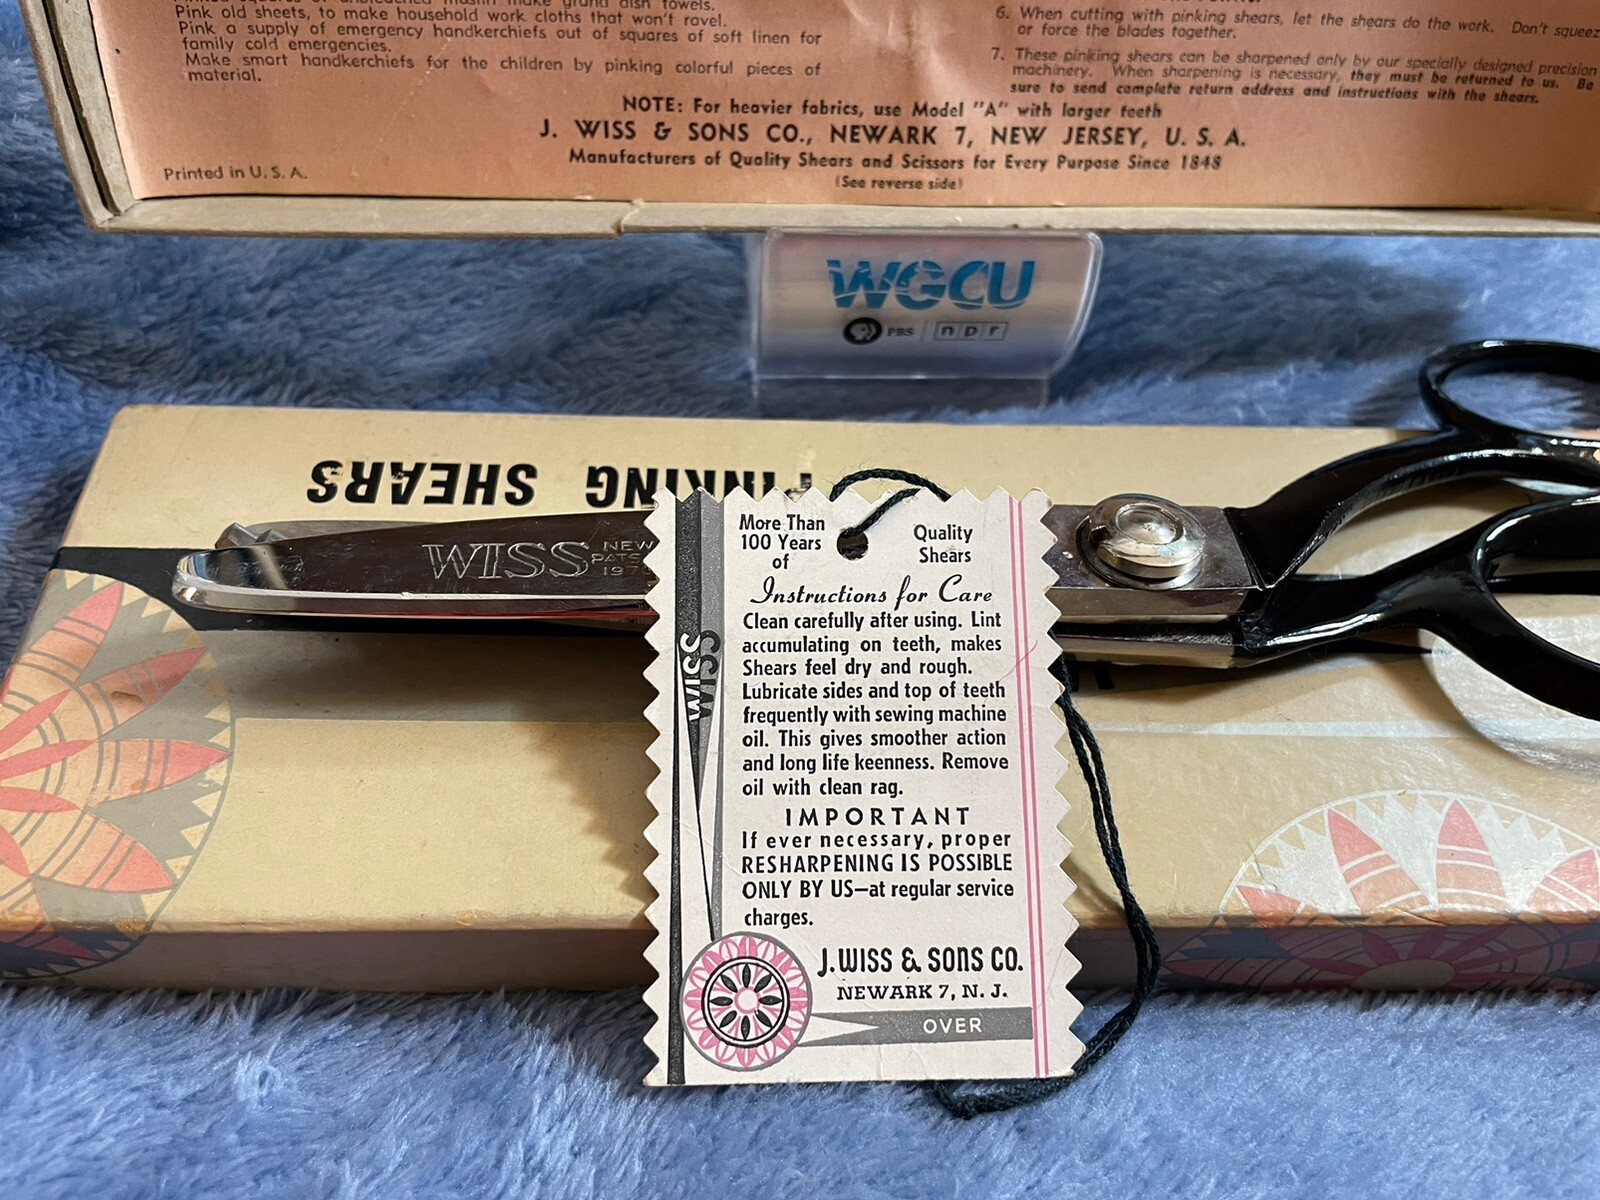 Pink old sheets, to make household work cloths that won't ravel.
Pink a supply of emergency handkerchiefs out of squares of soft linen for
family cold emergencies.
Make smart handkerchiefs for the children by pinking colorful pieces of
material.
6. When cutting with pinking shears, let the shears do the work. Don't
or force the blades together.
7. These pinking shears can be sharpened only by our specially designed precision
machinery. When sharpening is necessary, they must be returned to us. Be
sure to send complete return address and instructions with the shears.
NOTE: For heavier fabrics, use Model "A" with larger teeth
J. WISS & SONS CO., NEWARK 7, NEW JERSEY, U. S. A.
Manufacturers of Quality Shears and Scissors for Every Purpose Since 1848
Printed in U. S. A.
(See reverse side)
WGCU
PBS npr
SHEARS
WISS
NEW
PATS
More Than
100 Years
of
Quality
Shears
Instructions for Care
Clean carefully after using. Lint
accumulating on teeth, makes
Shears feel dry and rough.
Lubricate sides and top of teeth
frequently with sewing machine
oil. This gives smoother action
and long life keenness. Remove
oil with clean rag.
IMPORTANT
If ever necessary, proper
RESHARPENING IS POSSIBLE
ONLY BY US—at regular service
charges.
WISS
J. WISS & SONS CO.
NEWARK 7, N. J.
OVER